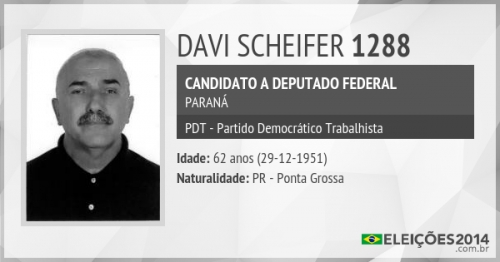 DAVI SCHEIFER 1288
CANDIDATO A DEPUTADO FEDERAL
PARANÁ
PDT - Partido Democrático Trabalhista
Idade: 62 anos (29-12-1951)
Naturalidade: PR - Ponta Grossa
ELEIÇÕES2014
.com.br